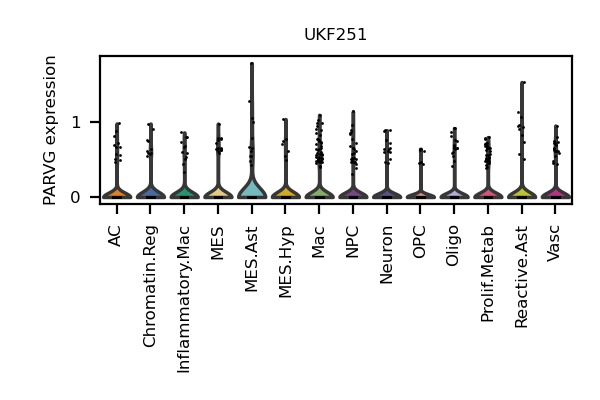 UKF251
PARVG expression
1
0
AC
Chromatin.Reg
Inflammatory.Mac
MES
MES.Ast
MES.Hyp
Mac
NPC
Neuron
OPC
Oligo
Prolif.Metab
Reactive.Ast
Vasc